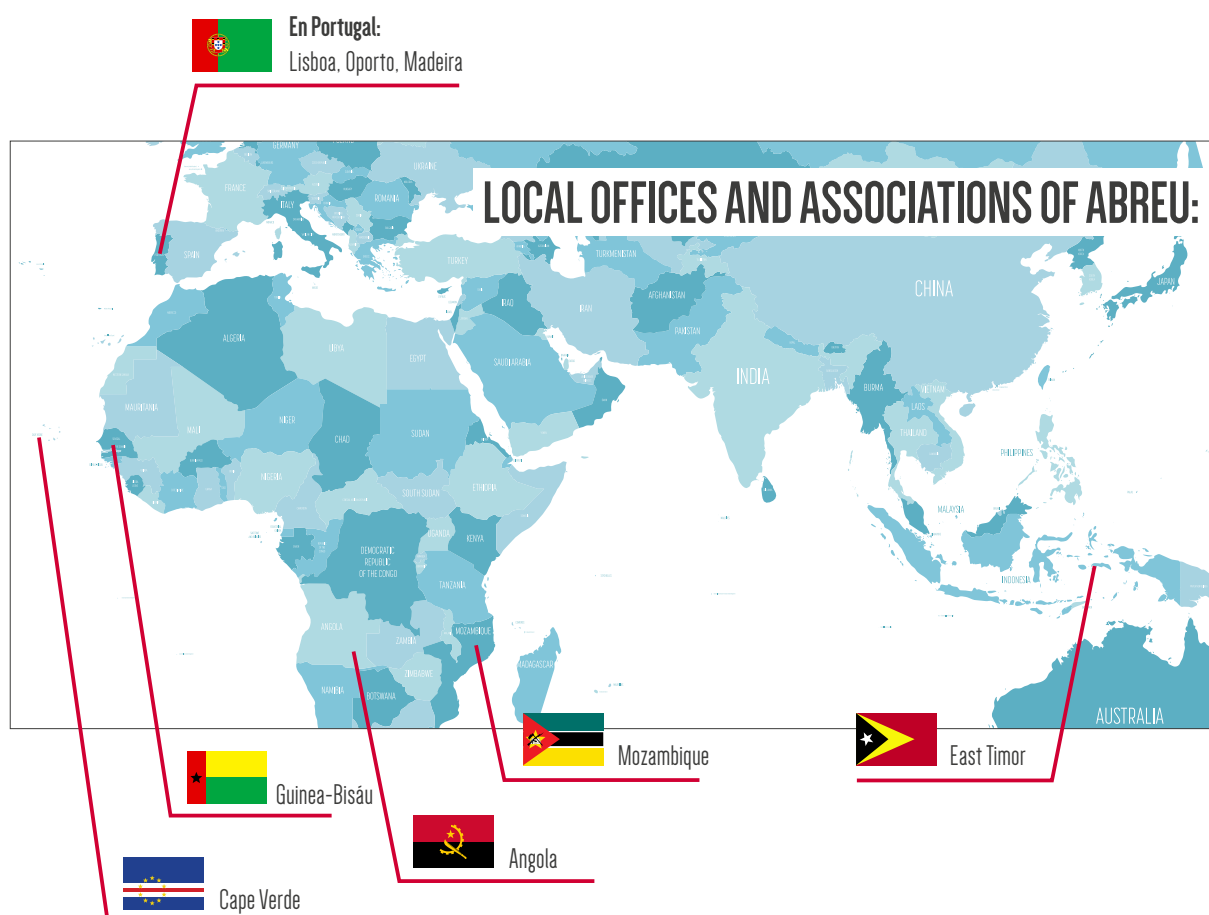 En Portugal:
Lisboa, Oporto, Madeira
LOCAL OFFICES AND ASSOCIATIONS OF ABREU:
GERMANY
UKRAINE
FRANCE
ROMANIA
ITALY
SPAIN
TURKEY
TURKMENISTAN
CHINA
JAPAN
AFGHANISTAN
IRAQ
IRAN
PAKISTAN
ALGERIA
LIBYA
EGYPT
SAUDI ARABIA
INDIA
BURMA
VIETNAM
LAOS
THAILAND
MAURITANIA
MALI
NIGER
CHAD
SUDAN
PHILIPPINES
NIGERIA
SOUTH SUDAN
ETHIOPIA
MALAYSIA
UGANDA
KENYA
DEMOCRATIC
REPUBLIC
OF THE CONGO
TANZANIA
INDONESIA
ANGOLA
ZAMBIA
MOZAMBIQUE
ZIMBABWE
MADAGASCAR
NAMIBIA
BOTSWANA
AUSTRALIA
Mozambique
East Timor
Guinea-Bisáu
Angola
Cape Verde